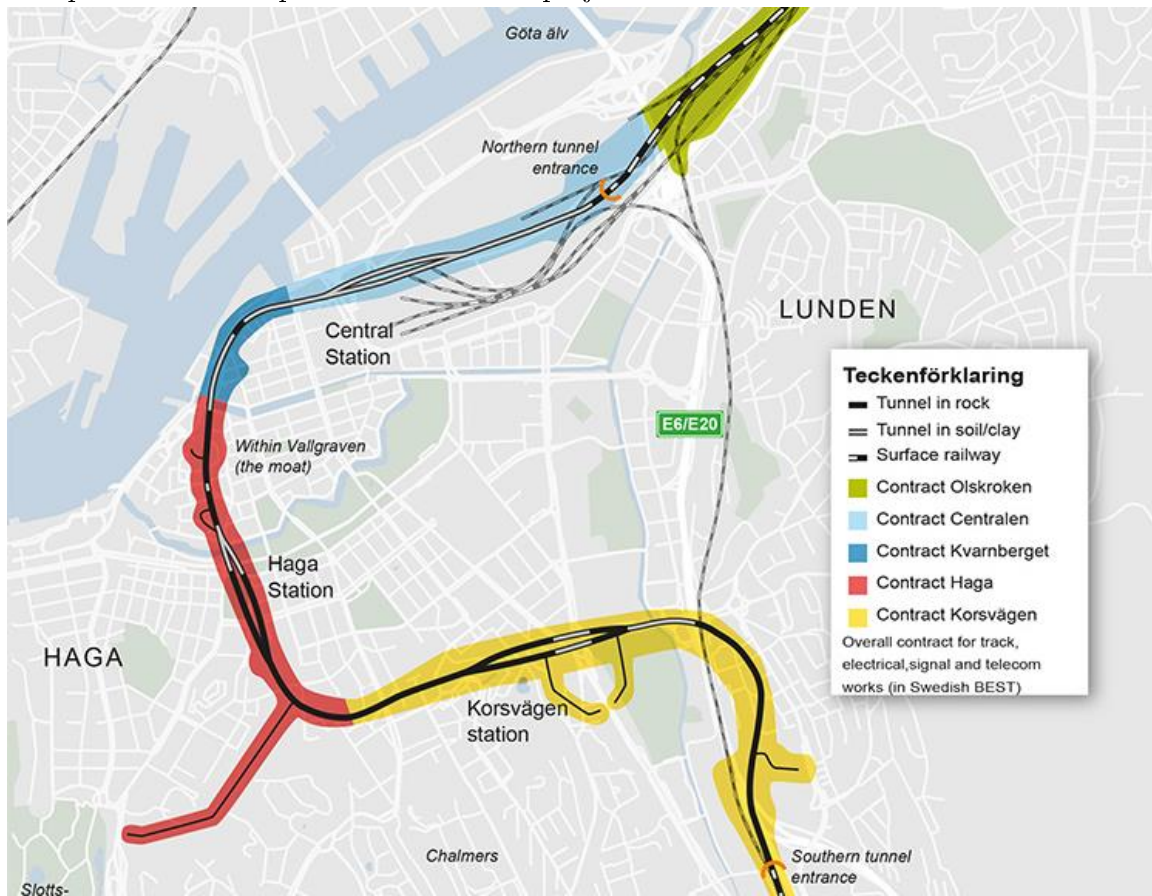 Göta älv
Northern tunnel
entrance
LUNDEN
Central
Station
Teckenförklaring
Tunnel in rock
Tunnel in soil/clay
Surface railway
Contract Olskroken
Contract Centralen
Contract Kvarnberget
Contract Haga
Contract Korsvägen
Overall contract for track,
electrical,signal and telecom
works (in Swedish BEST)
E6/E20
Within Vallgraven
(the moat)
Haga
Station
HAGA
Korsvägen
station
Chalmers
Southern tunnel
entrance
Slotts-